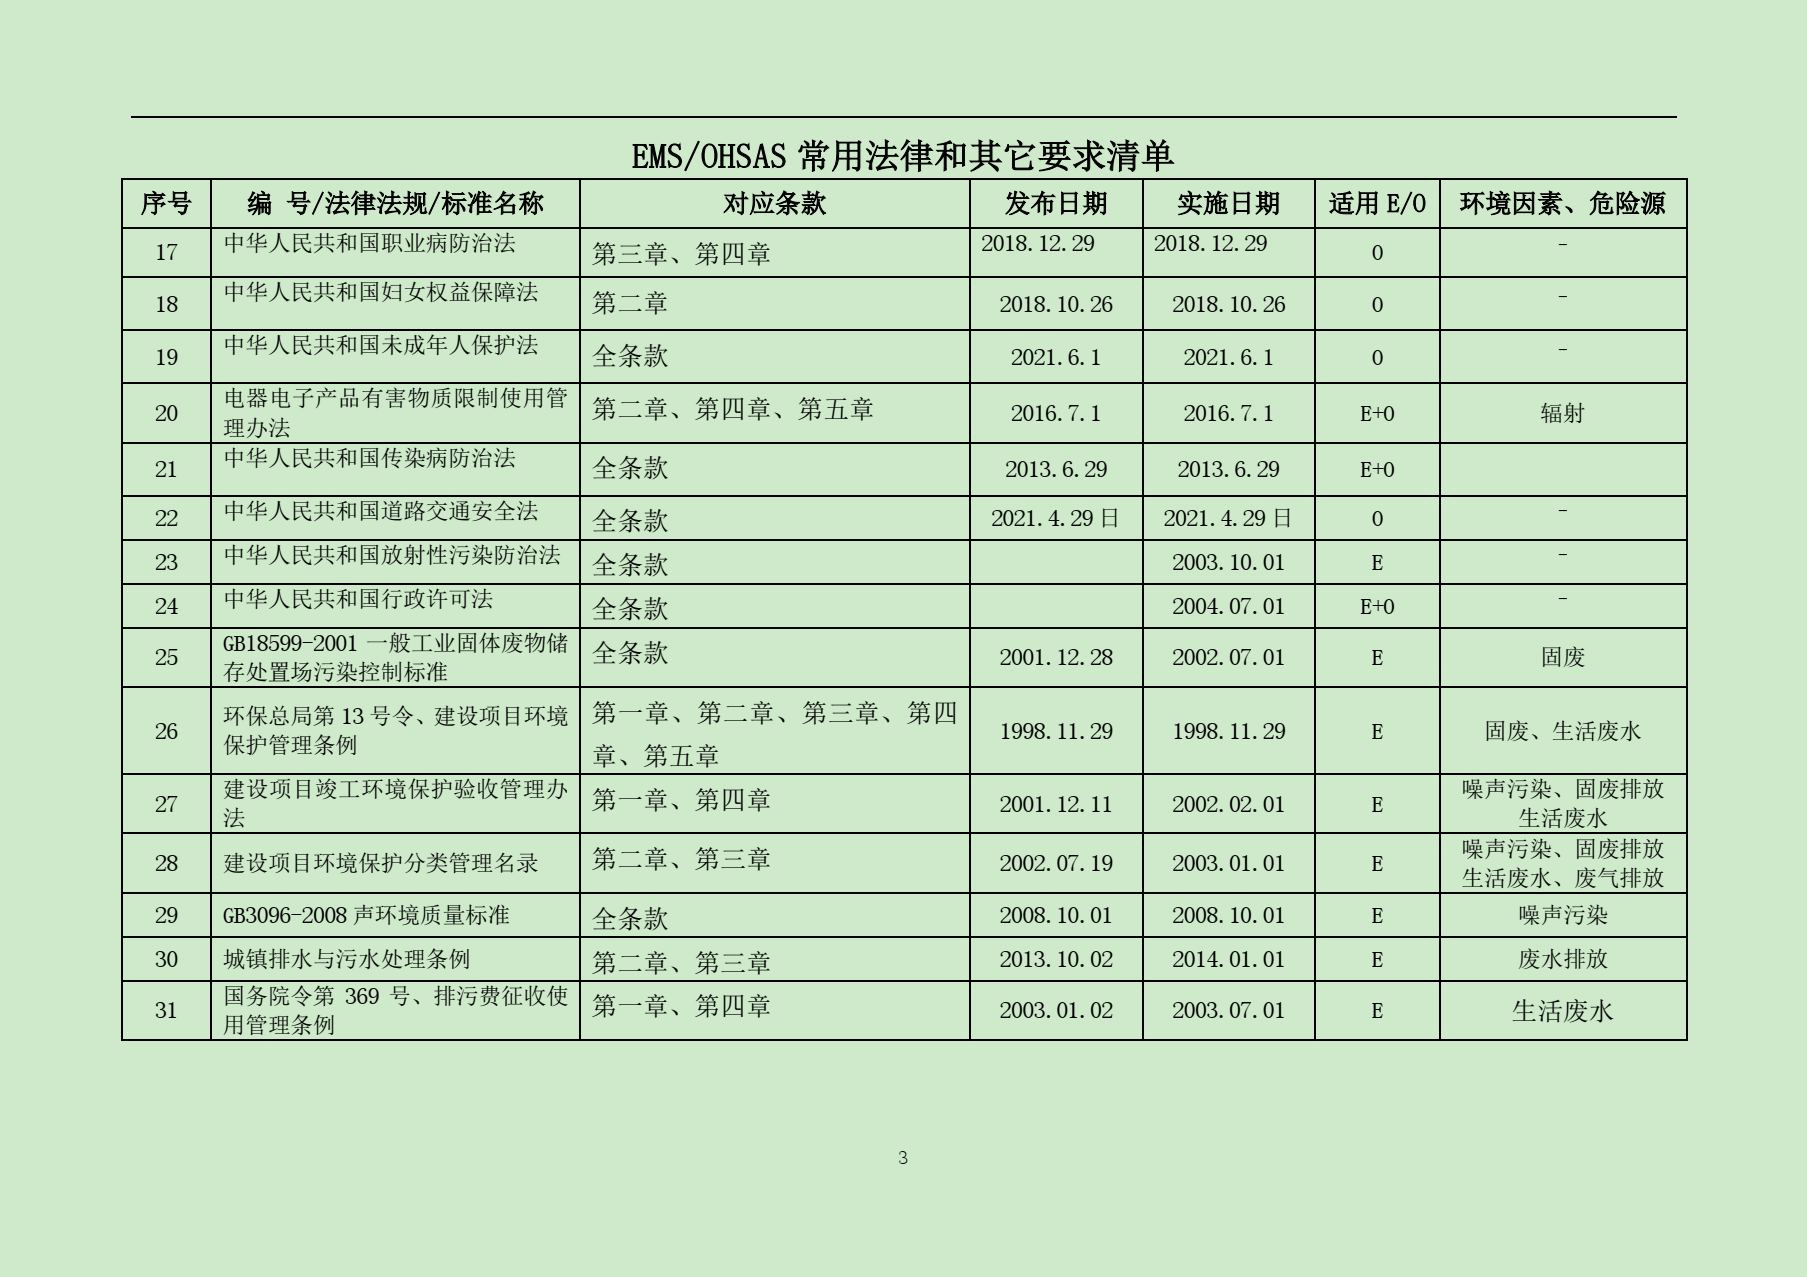 EMS/OHSAS 常用法律和其它要求清单
序号 编 号/法律法规/标准名称 对应条款 发布日期 实施日期 适用 E/O 环境因素、危险源
17 中华人民共和国职业病防治法 第三章、第四章 2018.12.29 2018.12.29 O -
18 中华人民共和国妇女权益保障法 第二章 2018.10.26 2018.10.26 O -
19 中华人民共和国未成年人保护法 全条款 2021.6.1 2021.6.1 O -
20 电器电子产品有害物质限制使用管
理办法 第二章、第四章、第五章 2016.7.1 2016.7.1 E+O 辐射
21 中华人民共和国传染病防治法 全条款 2013.6.29 2013.6.29 E+O
22 中华人民共和国道路交通安全法 全条款 2021.4.29日 2021.4.29日 O -
23 中华人民共和国放射性污染防治法 全条款 2003.10.01 E -
24 中华人民共和国行政许可法 全条款 2004.07.01 E+O -
25 GB18599-2001 一般工业固体废物储
存处置场污染控制标准 全条款 2001.12.28 2002.07.01 E 固废
26 环保总局第 13 号令、建设项目环境
保护管理条例 第一章、第二章、第三章、第四
章、第五章 1998.11.29 1998.11.29 E 固废、生活废水
27 建设项目竣工环境保护验收管理办
法 第一章、第四章 2001.12.11 2002.02.01 E 噪声污染、固废排放
生活废水
28 建设项目环境保护分类管理名录 第二章、第三章 2002.07.19 2003.01.01 E 噪声污染、固废排放
生活废水、废气排放
29 GB3096-2008 声环境质量标准 全条款 2008.10.01 2008.10.01 E 噪声污染
30 城镇排水与污水处理条例 第二章、第三章 2013.10.02 2014.01.01 E 废水排放
31 国务院令第 369 号、排污费征收使
用管理条例 第一章、第四章 2003.01.02 2003.07.01 E 生活废水
3